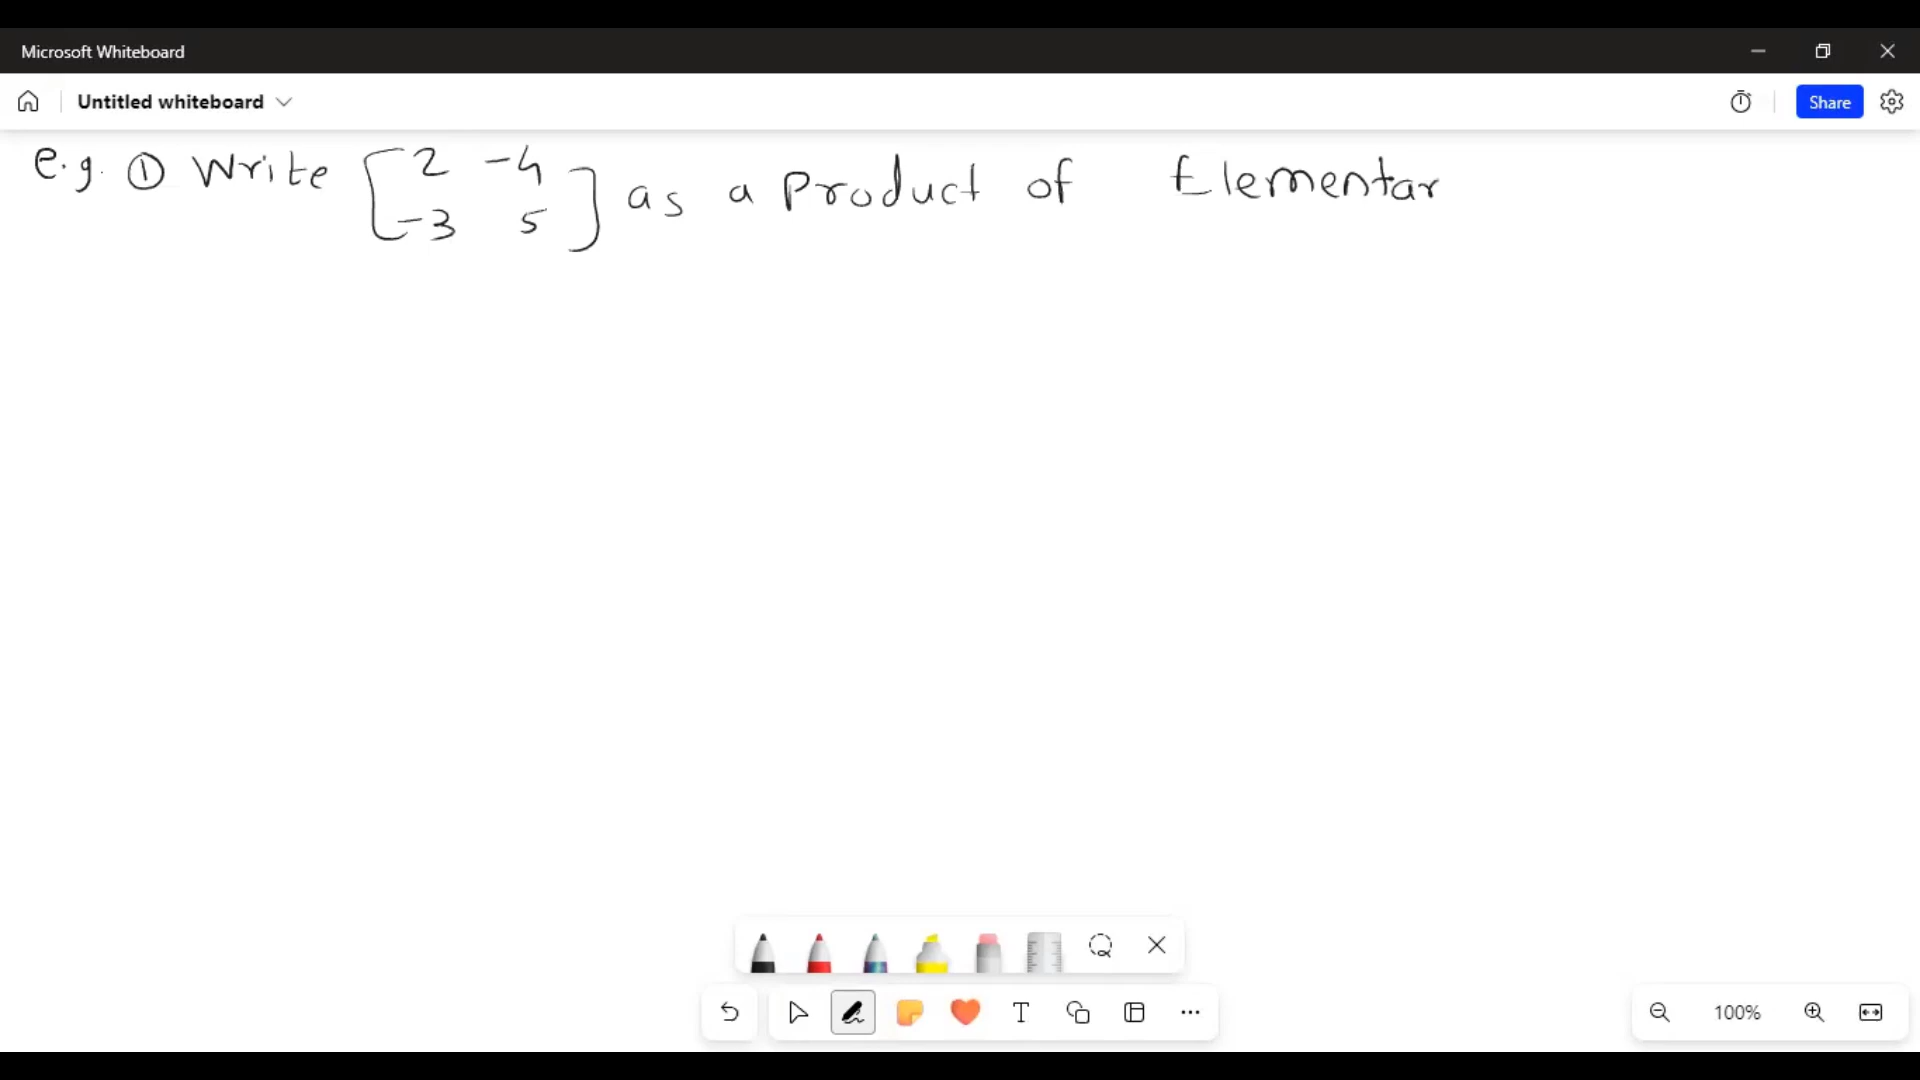 Microsoft Whiteboard
Untitled whiteboard
Share
e.g. ① Write [2 -4 as a Product of Elementar
-3 5]
100%